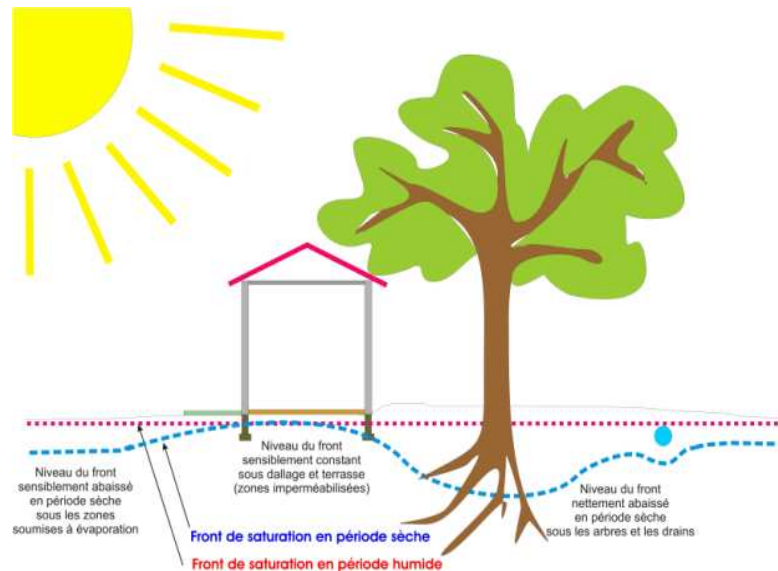 Niveau du front
sensiblement abaissé
en période sèche
sous les zones
soumises à évaporation
Niveau du front
sensiblement constant
sous dallage et terrasse
(zones imperméabilisées)
Niveau du front
nettement abaissé
en période sèche
sous les arbres et les drains
Front de saturation en période sèche
Front de saturation en période humide